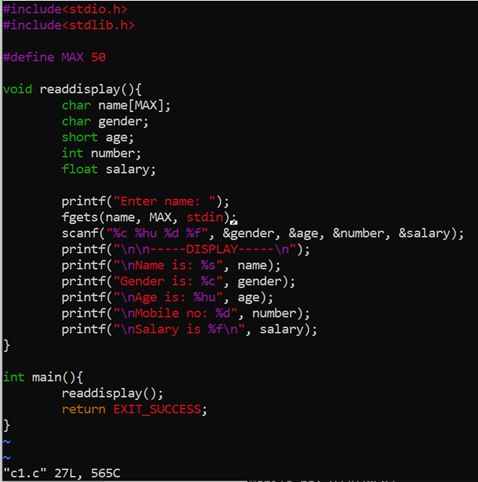 #include<stdio.h>
#include<stdlib.h>
#define MAX 50
void readdisplay(){
char name[MAX];
char gender;
short age;
int number;
float salary;
printf("Enter name: ");
fgets(name, MAX, stdin);
scanf("%c %hu %d %f", &gender, &age, &number, &salary);
printf("\n\n-----DISPLAY-----\n");
printf("\nName is: %s", name);
printf("Gender is: %c", gender);
printf("\nAge is: %hu", age);
printf("\nMobile no: %d", number);
printf("\nSalary is %f\n", salary);
}
int main(){
readdisplay();
return EXIT_SUCCESS;
}
~
~
"c1.c" 27L, 565C